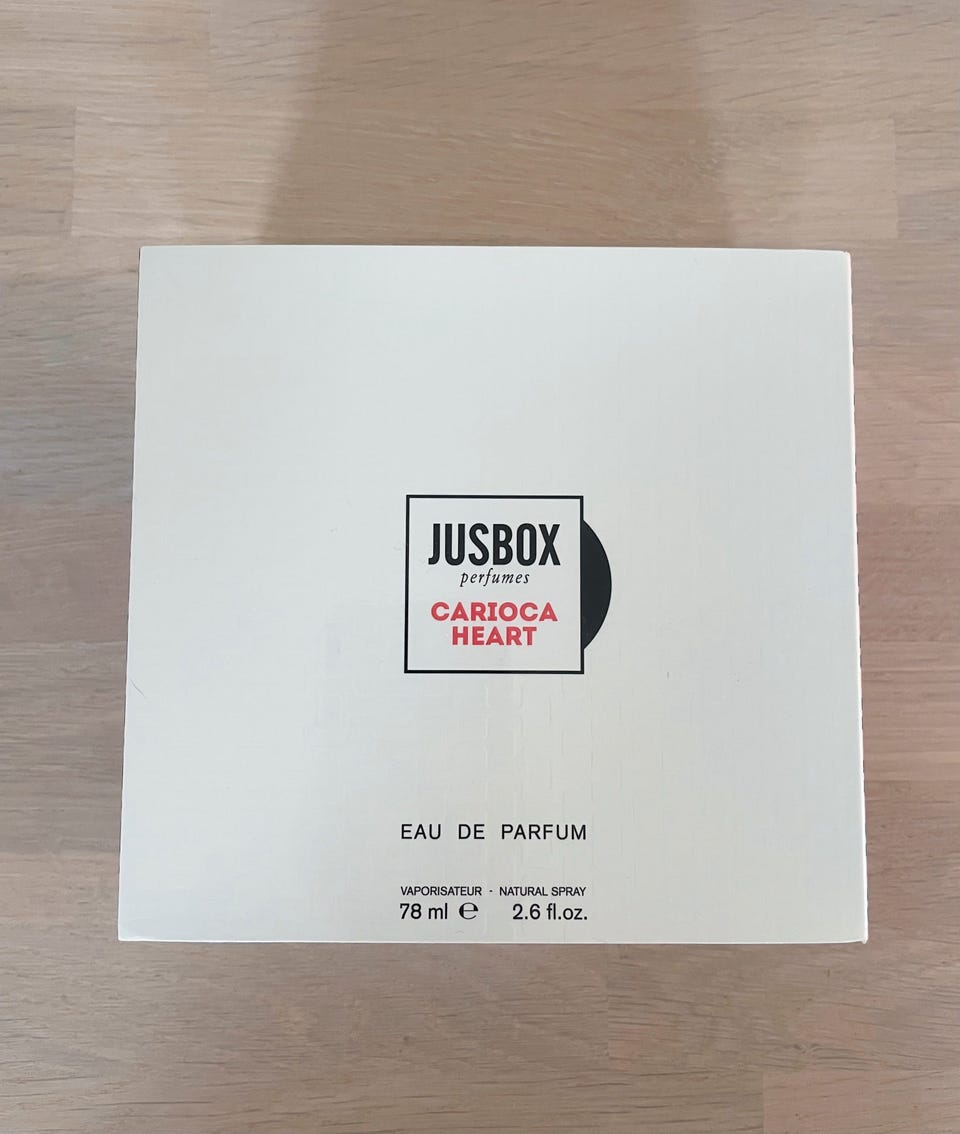 JUSBOX
perfumes
CARIOCA
HEART
EAU DE PARFUM
VAPORISATEUR - NATURAL SPRAY
78 ml ℮ 2.6 fl.oz.